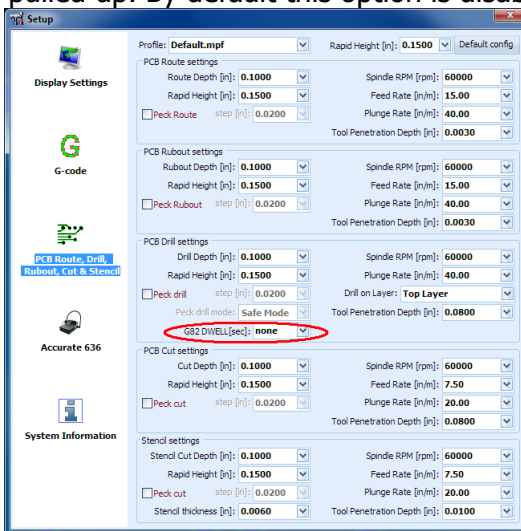 pulled up. By default this option is disab
Setup
Profile: Default.mpf Rapid Height [in]: 0.1500 Default config
Display Settings
G
G-code
PCB Route, Drill,
Rubout, Cut & Stencil
Accurate 636
System Information
PCB Route settings
Route Depth [in]: 0.1000 Spindle RPM [rpm]: 60000
Rapid Height [in]: 0.1500 Feed Rate [in/m]: 15.00
Peck Route step [in]: 0.0200 Plunge Rate [in/m]: 40.00
Tool Penetration Depth [in]: 0.0030
PCB Rubout settings
Rubout Depth [in]: 0.1000 Spindle RPM [rpm]: 60000
Rapid Height [in]: 0.1500 Feed Rate [in/m]: 15.00
Peck Rubout step [in]: 0.0200 Plunge Rate [in/m]: 40.00
Tool Penetration Depth [in]: 0.0030
PCB Drill settings
Drill Depth [in]: 0.1000 Spindle RPM [rpm]: 60000
Rapid Height [in]: 0.1500 Plunge Rate [in/m]: 40.00
Peck drill step [in]: 0.0200 Drill on Layer: Top Layer
Peck drill mode: Safe Mode Tool Penetration Depth [in]: 0.0800
G82 DWELL[sec]: none
PCB Cut settings
Cut Depth [in]: 0.1000 Spindle RPM [rpm]: 60000
Rapid Height [in]: 0.1500 Feed Rate [in/m]: 7.50
Peck cut step [in]: 0.0200 Plunge Rate [in/m]: 20.00
Tool Penetration Depth [in]: 0.0800
Stencil settings
Stencil Cut Depth [in]: 0.1000 Spindle RPM [rpm]: 60000
Rapid Height [in]: 0.1500 Feed Rate [in/m]: 7.50
Peck cut step [in]: 0.0200 Plunge Rate [in/m]: 20.00
Stencil thickness [in]: 0.0060 Tool Penetration Depth [in]: 0.0100